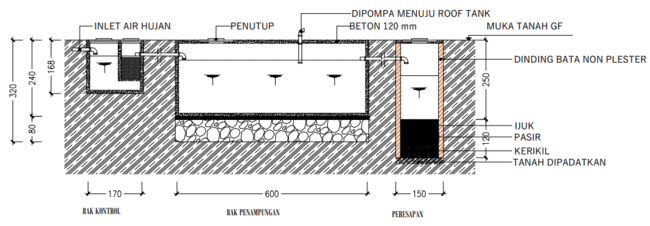 DIPOMPA MENUJU ROOF TANK
INLET AIR HUJAN
PENUTUP
BETON 120 mm
MUKA TANAH GF
DINDING BATA NON PLESTER
320
240
80
168
250
120
IJUK
PASIR
KERIKIL
TANAH DIPADATKAN
170
600
150
BAK KONTROL
BAK PENAMPUNGAN
PERESAPAN